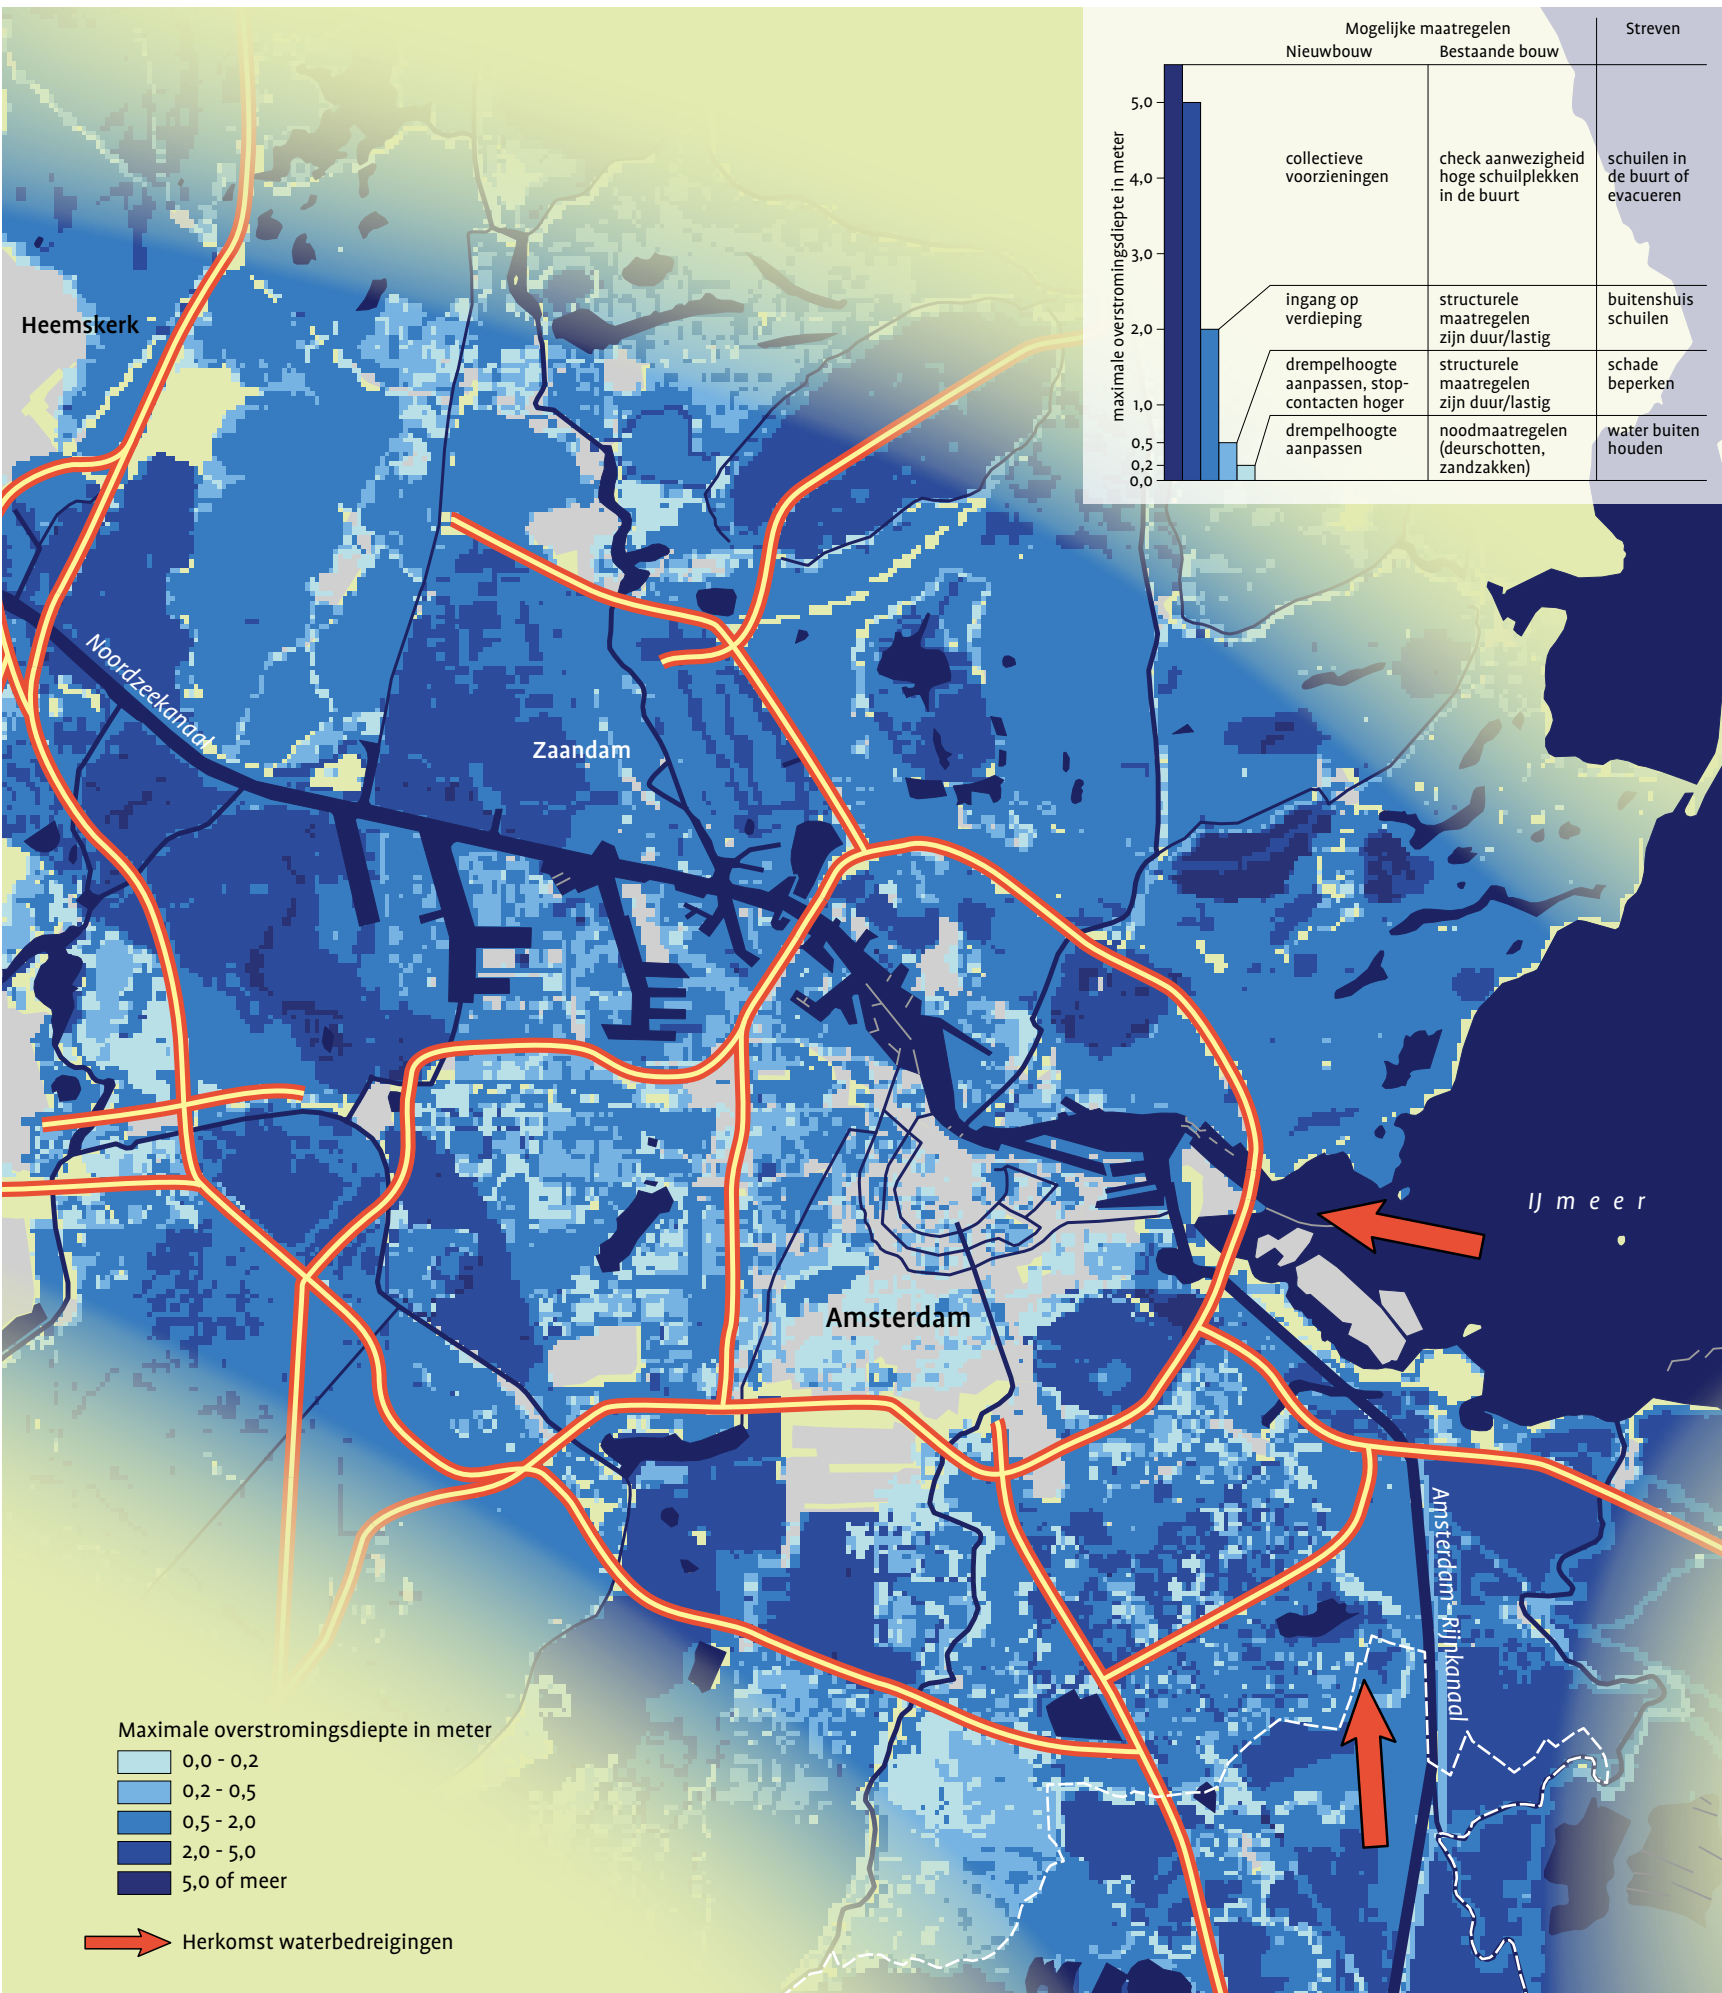 Mogelijke maatregelen
Streven
Nieuwbouw
Bestaande bouw
maximale overstromingsdiepte in meter
5,0
4,0
3,0
2,0
1,0
0,5
0,2
0,0
collectieve
voorzieningen
check aanwezigheid
hoge schuilplekken
in de buurt
schuilen in
de buurt of
evacueren
ingang op
verdieping
structurele
maatregelen
zijn duur/lastig
buitenshuis
schuilen
drempelhoogte
aanpassen, stop-
contacten hoger
structurele
maatregelen
zijn duur/lastig
schade
beperken
drempelhoogte
aanpassen
noodmaatregelen
(deurschotten,
zandzakken)
water buiten
houden
Heemskerk
Noordzeekanaal
Zaandam
IJ meer
Amsterdam
Amsterdam-Rijnkanaal
Maximale overstromingsdiepte in meter
0,0 - 0,2
0,2 - 0,5
0,5 - 2,0
2,0 - 5,0
5,0 of meer
Herkomst waterbedreigingen